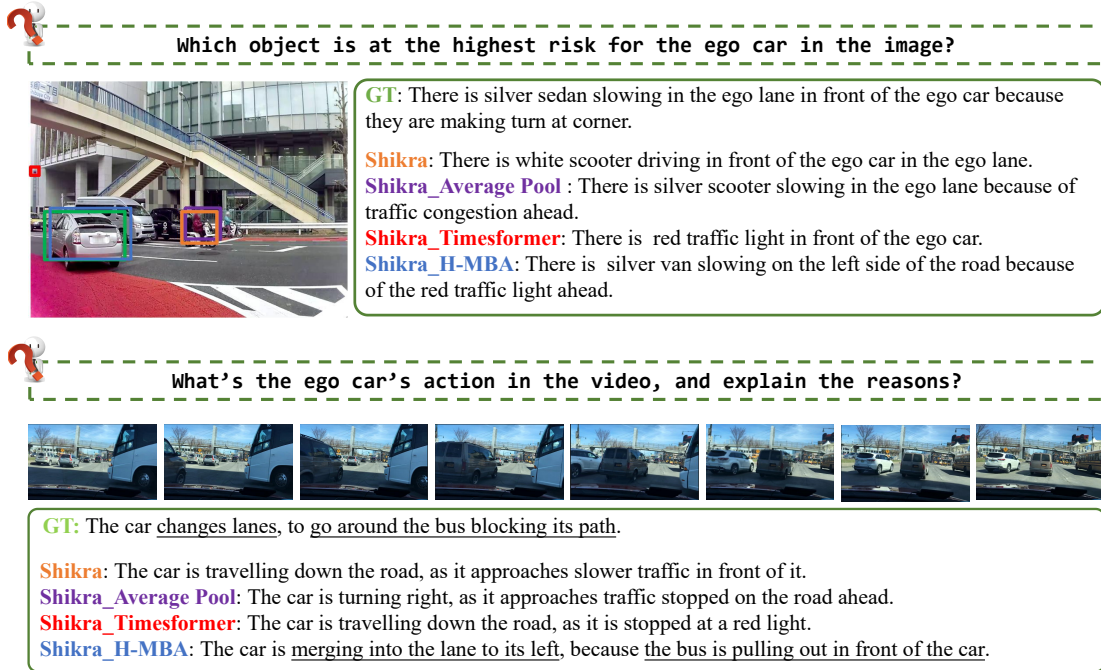 Which object is at the highest risk for the ego car in the image?
GT: There is silver sedan slowing in the ego lane in front of the ego car because
they are making turn at corner.
Shikra: There is white scooter driving in front of the ego car in the ego lane.
Shikra_Average Pool : There is silver scooter slowing in the ego lane because of
traffic congestion ahead.
Shikra_Timesformer: There is red traffic light in front of the ego car.
Shikra_H-MBA: There is silver van slowing on the left side of the road because
of the red traffic light ahead.
What's the ego car's action in the video, and explain the reasons?
GT: The car changes lanes, to go around the bus blocking its path.
Shikra: The car is travelling down the road, as it approaches slower traffic in front of it.
Shikra_Average Pool: The car is turning right, as it approaches traffic stopped on the road ahead.
Shikra_Timesformer: The car is travelling down the road, as it is stopped at a red light.
Shikra_H-MBA: The car is merging into the lane to its left, because the bus is pulling out in front of the car.